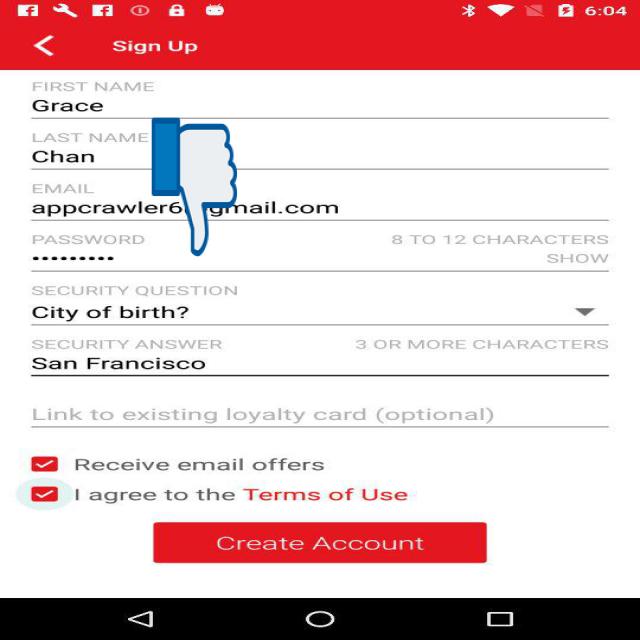 6:04
Sign Up
FIRST NAME
Grace
LAST NAME
Chan
EMAIL
appcrawler6 gmail.com
PASSWORD 8 TO 12 CHARACTERS
••••••••• SHOW
SECURITY QUESTION
City of birth?
SECURITY ANSWER 3 OR MORE CHARACTERS
San Francisco
Link to existing loyalty card (optional)
Receive email offers
I agree to the Terms of Use
Create Account